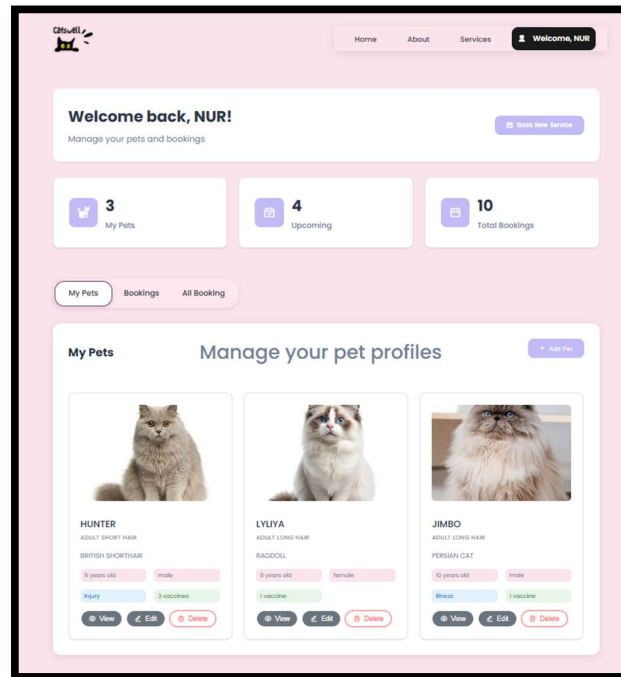 Catswell
Home About Services Welcome, NUR
Welcome back, NUR!
Manage your pets and bookings
Book New Service
3
My Pets
4
Upcoming
10
Total Bookings
My Pets Bookings All Booking
My Pets Manage your pet profiles + Add Pet
HUNTER
ADULT SHORT HAIR
BRITISH SHORTHAIR
8 years old male
Injury 2 vaccines
View Edit Delete
LYLIYA
ADULT LONG HAIR
RAGDOLL
8 years old female
1 vaccine
View Edit Delete
JIMBO
ADULT LONG HAIR
PERSIAN CAT
10 years old male
Illness 1 vaccine
View Edit Delete